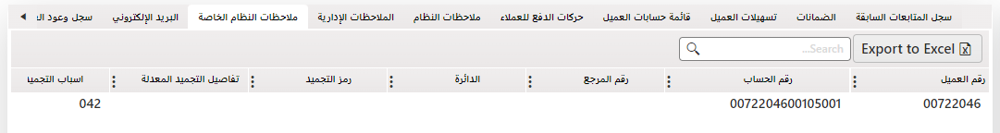 سجل المتابعات السابقة الضمانات تسهيلات العميل قائمة حسابات العميل حركات الدفع للعملاء ملاحظات النظام الملاحظات الإدارية ملاحظات النظام الخاصة البريد الإلكتروني سجل وعود
Export to Excel Search...
رقم العميل رقم الحساب رقم المرجع الدائرة رمز التجميد تفاصيل التجميد المعدلة اسباب
00722046 0072204600105001 042